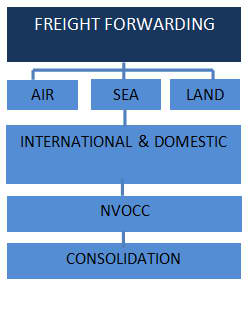 FREIGHT FORWARDING
AIR SEA LAND
INTERNATIONAL & DOMESTIC
NVOCC
CONSOLIDATION